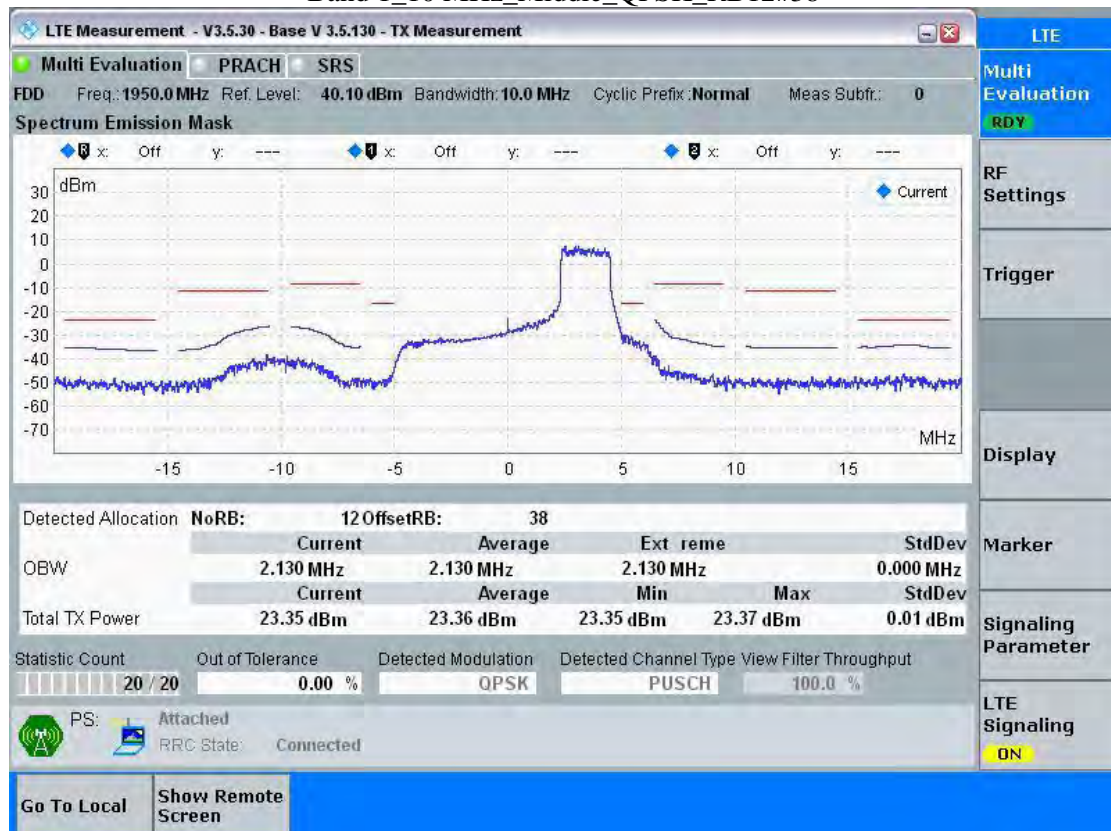 LTE Measurement - V3.5.30 - Base V 3.5.130 - TX Measurement
LTE
Multi Evaluation PRACH SRS
Multi Evaluation
RDY
FDD Freq.: 1950.0 MHz Ref. Level: 40.10 dBm Bandwidth: 10.0 MHz Cyclic Prefix :Normal Meas Subfr.: 0
Spectrum Emission Mask
R x: Off y: --- 1 x: Off y: --- 2 x: Off y: ---
RF Settings
dBm
Current
30
20
10
0
-10
-20
-30
-40
-50
-60
-70
MHz
-15 -10 -5 0 5 10 15
Trigger
Display
Detected Allocation NoRB: 12 OffsetRB: 38
Current Average Ext reme StdDev
OBW 2.130 MHz 2.130 MHz 2.130 MHz 0.000 MHz
Current Average Min Max StdDev
Total TX Power 23.35 dBm 23.36 dBm 23.35 dBm 23.37 dBm 0.01 dBm
Marker
Signaling Parameter
Statistic Count Out of Tolerance Detected Modulation Detected Channel Type View Filter Throughput
20 / 20 0.00 % QPSK PUSCH 100.0 %
LTE Signaling
ON
PS: Attached
RRC State: Connected
Go To Local
Show Remote Screen